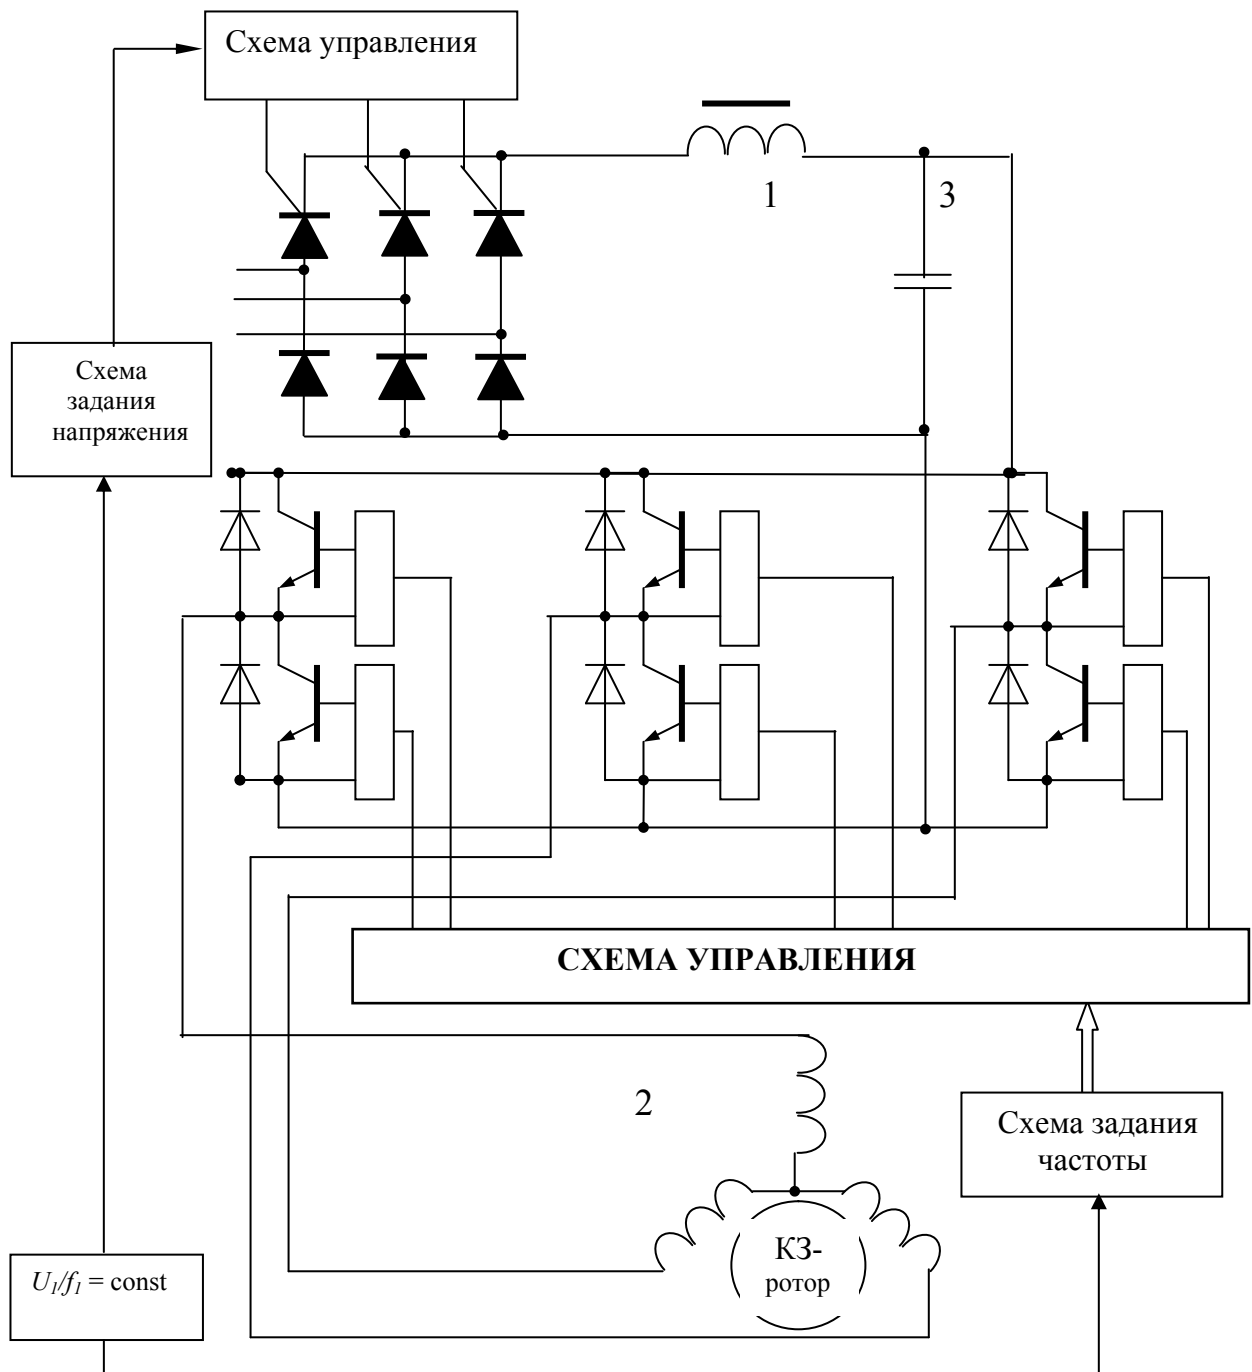 Схема управления
1
3
Схема
задания
напряжения
СХЕМА УПРАВЛЕНИЯ
2
Схема задания
частоты
КЗ-
ротор
U1/f1 = const